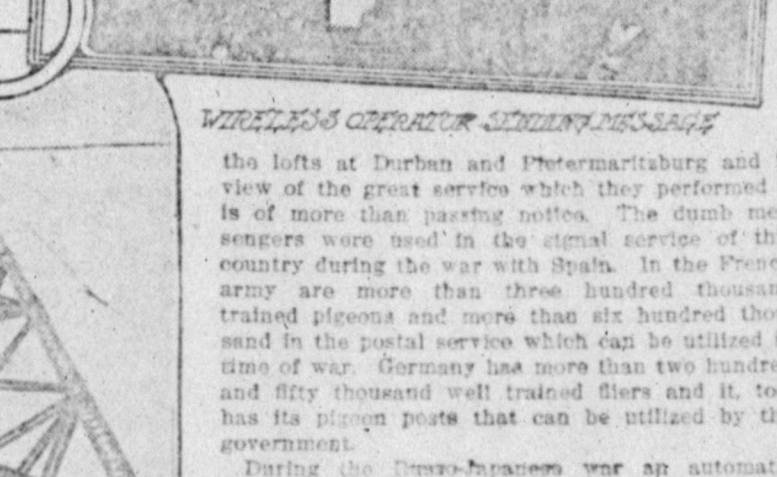 WIRELESS OPERATOR SENDING MESSAGE
the lofts at Durban and Pietermaritzburg and
view of the great service which they performed
is of more than passing notice. The dumb me
sengers were used in the signal service of th
country during the war with Spain. In the Frenc
army are more than three hundred thousan
trained pigeons and more than six hundred thou
sand in the postal service which can be utilized
time of war. Germany has more than two hundre
and fifty thousand well trained fliers and it, to
has its pigeon posts that can be utilized by th
government.
During the Russo-Japanese war an automat